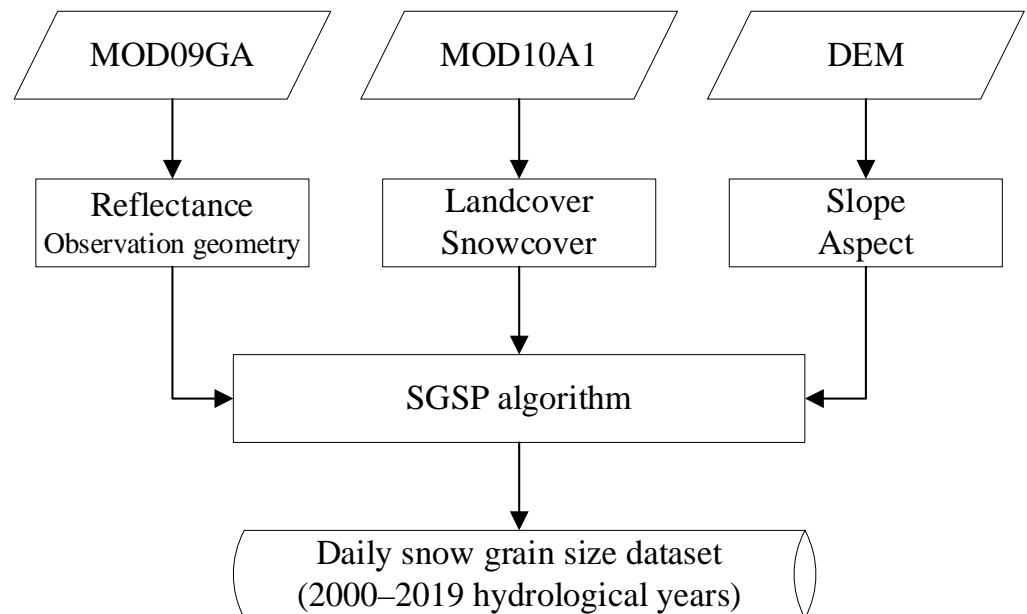 MOD09GA
MOD10A1
DEM
Reflectance
Observation geometry
Landcover
Snowcover
Slope
Aspect
SGSP algorithm
Daily snow grain size dataset
(2000–2019 hydrological years)